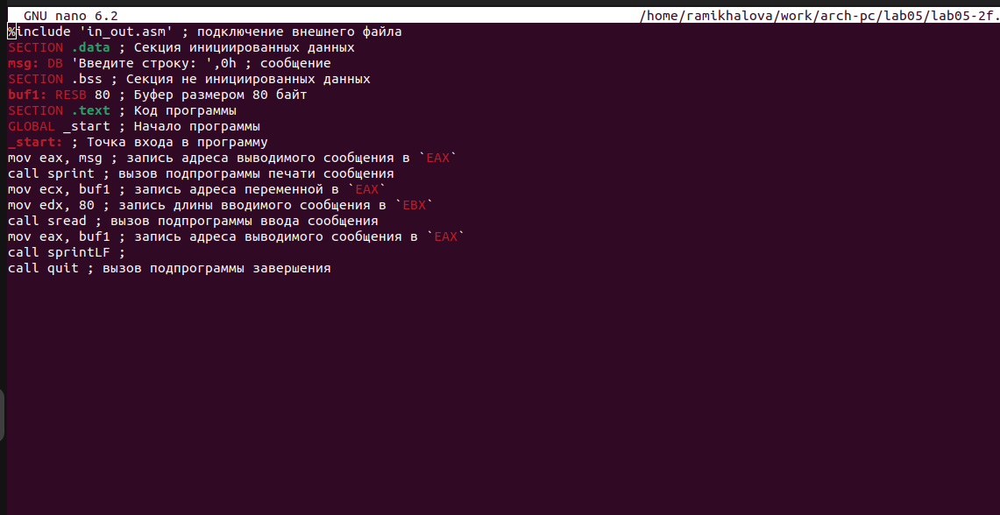 GNU nano 6.2 /home/ramikhalova/work/arch-pc/lab05/lab05-2f.
%include 'in_out.asm' ; подключение внешнего файла
SECTION .data ; Секция инициированных данных
msg: DB 'Введите строку: ',0h ; сообщение
SECTION .bss ; Секция не инициированных данных
buf1: RESB 80 ; Буфер размером 80 байт
SECTION .text ; Код программы
GLOBAL _start ; Начало программы
_start: ; Точка входа в программу
mov eax, msg ; запись адреса выводимого сообщения в `EAX`
call sprint ; вызов подпрограммы печати сообщения
mov ecx, buf1 ; запись адреса переменной в `EAX`
mov edx, 80 ; запись длины вводимого сообщения в `EBX`
call sread ; вызов подпрограммы ввода сообщения
mov eax, buf1 ; запись адреса выводимого сообщения в `EAX`
call sprintLF ;
call quit ; вызов подпрограммы завершения